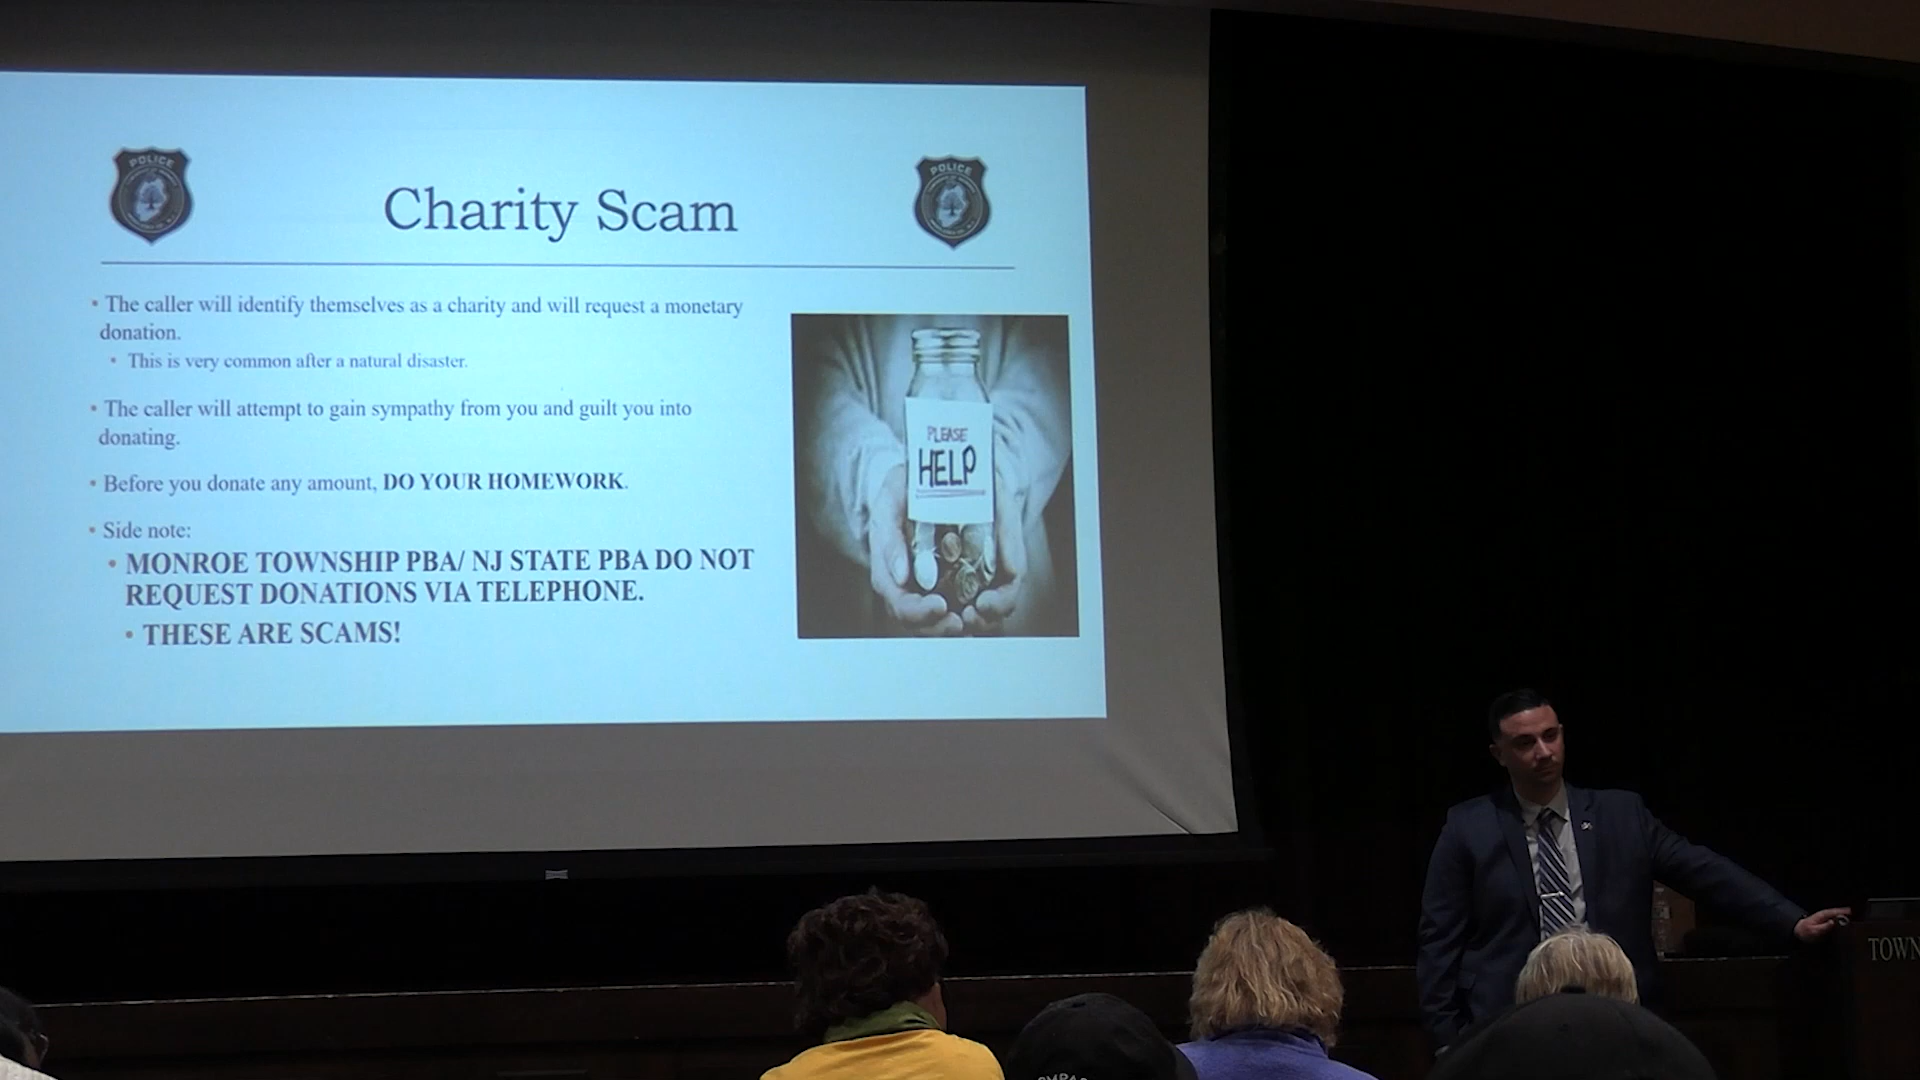 POLICE
POLICE
Charity Scam
• The caller will identify themselves as a charity and will request a monetary
donation.
• This is very common after a natural disaster.
• The caller will attempt to gain sympathy from you and guilt you into
donating.
• Before you donate any amount, DO YOUR HOMEWORK.
• Side note:
• MONROE TOWNSHIP PBA/ NJ STATE PBA DO NOT
REQUEST DONATIONS VIA TELEPHONE.
• THESE ARE SCAMS!
PLEASE
HELP
TOWN